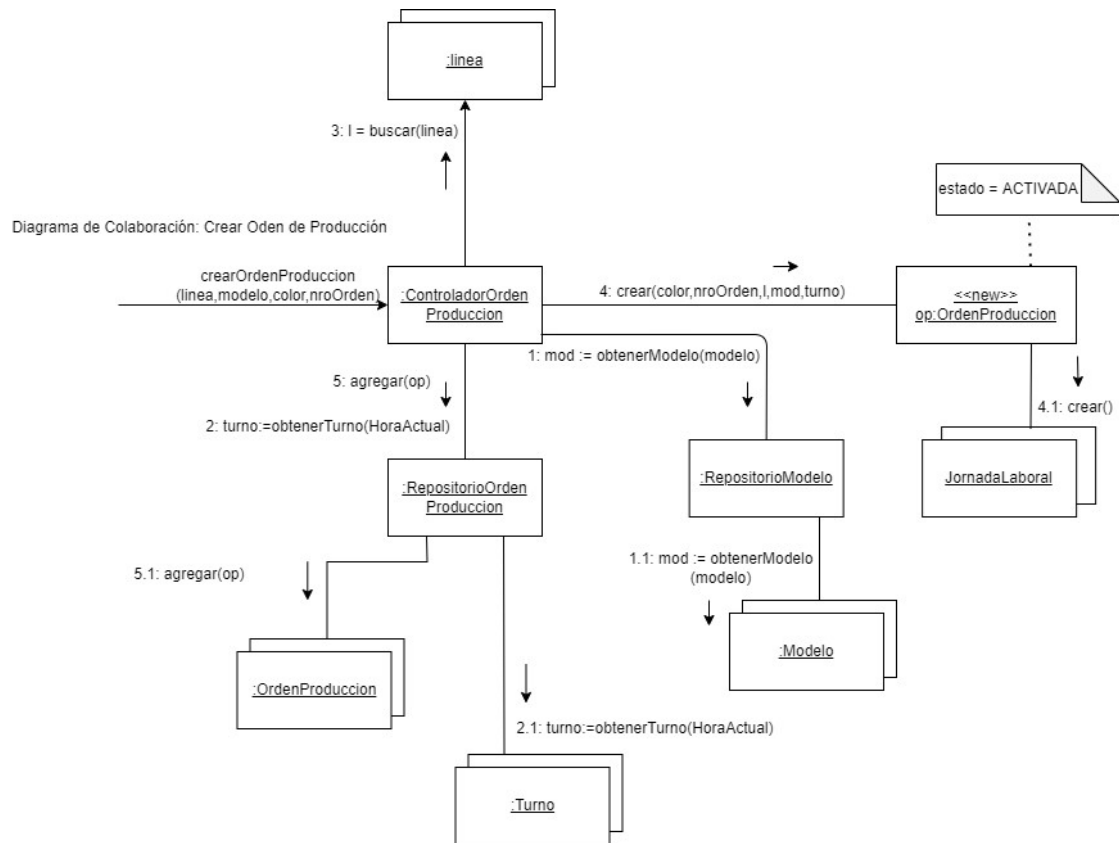 :linea
3: l = buscar(linea)
estado = ACTIVADA
Diagrama de Colaboración: Crear Oden de Producción
crearOrdenProduccion
(linea,modelo,color,nroOrden)
:ControladorOrden
Produccion
4: crear(color,nroOrden,l,mod,turno)
<<new>>
op:OrdenProduccion
1: mod := obtenerModelo(modelo)
5: agregar(op)
4.1: crear()
2: turno:=obtenerTurno(HoraActual)
:RepositorioOrden
Produccion
:RepositorioModelo
JornadaLaboral
1.1: mod := obtenerModelo
(modelo)
5.1: agregar(op)
:Modelo
:OrdenProduccion
2.1: turno:=obtenerTurno(HoraActual)
:Turno